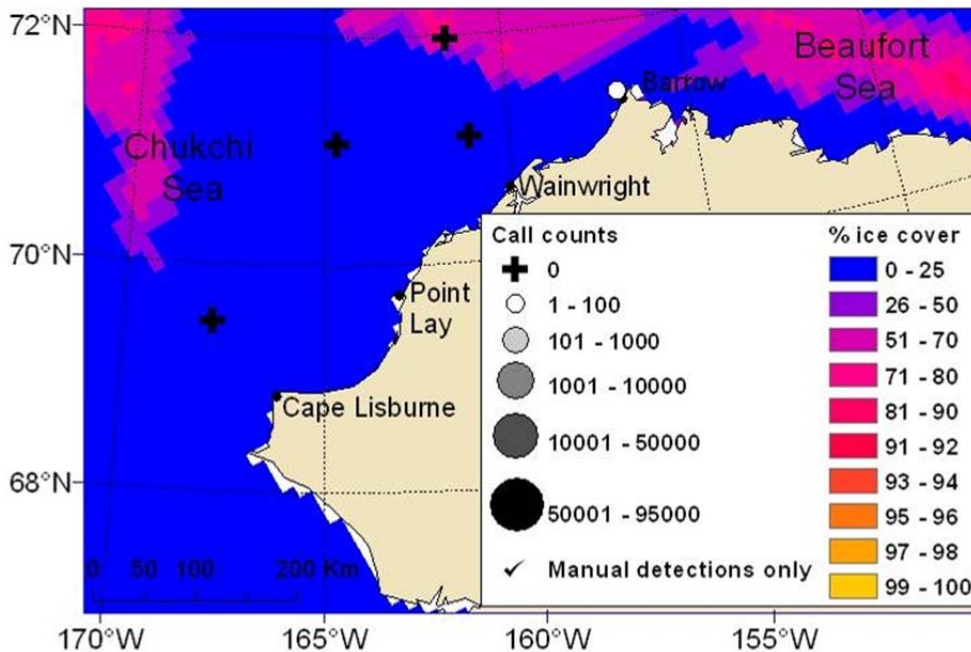 72°N
Beaufort
Sea
Barrow
Chukchi
Sea
Wainwright
70°N
Point
Lay
Cape Lisburne
68°N
0 50 100 200 Km
Call counts
0
1 - 100
101 - 1000
1001 - 10000
10001 - 50000
50001 - 95000
Manual detections only
% ice cover
0 - 25
26 - 50
51 - 70
71 - 80
81 - 90
91 - 92
93 - 94
95 - 96
97 - 98
99 - 100
170°W 165°W 160°W 155°W